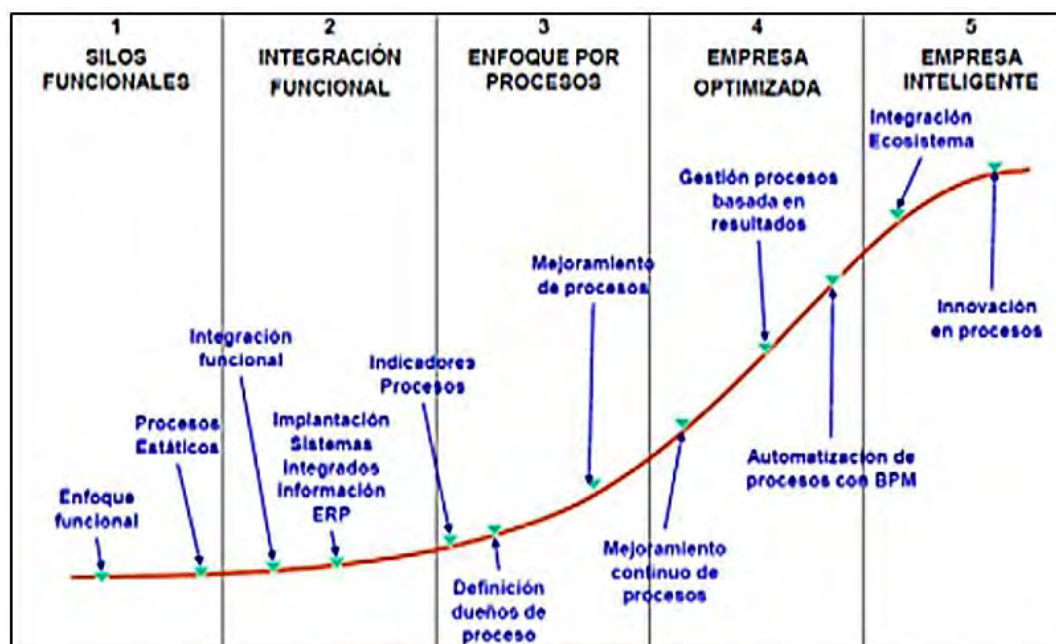 1
SILOS
FUNCIONALES
2
INTEGRACIÓN
FUNCIONAL
3
ENFOQUE POR
PROCESOS
4
EMPRESA
OPTIMIZADA
5
EMPRESA
INTELIGENTE
Enfoque
funcional
Procesos
Estáticos
Integración
funcional
Implantación
Sistemas
Integrados
Información
ERP
Indicadores
Procesos
Definición
dueños de
proceso
Mejoramiento
de procesos
Mejoramiento
continuo de
procesos
Gestión procesos
basada en
resultados
Automatización de
procesos con BPM
Integración
Ecosistema
Innovación
en procesos